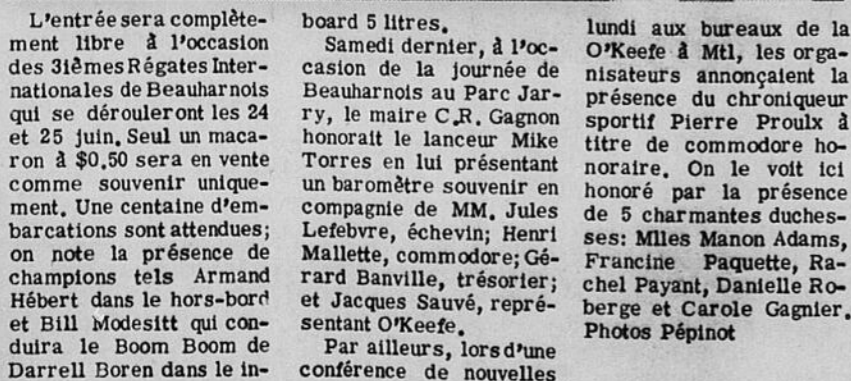 L'entrée sera complète-
ment libre à l'occasion
des 3ièmes Régates Inter-
nationales de Beauharnois
qui se dérouleront les 24
et 25 juin. Seul un maca-
ron à $0.50 sera en vente
comme souvenir unique-
ment. Une centaine d'em-
barcations sont attendues;
on note la présence de
champions tels Armand
Hébert dans le hors-bord
et Bill Modesitt qui con-
duira le Boom Boom de
Darrell Boren dans le in-
board 5 litres.
Samedi dernier, à l'oc-
casion de la journée de
Beauharnois au Parc Jar-
ry, le maire C.R. Gagnon
honorait le lanceur Mike
Torres en lui présentant
un baromètre souvenir en
compagnie de MM. Jules
Lefebvre, échevin; Henri
Mallette, commodore; Gé-
rard Banville, trésorier;
et Jacques Sauvé, repré-
sentant O'Keefe.
Par ailleurs, lors d'une
conférence de nouvelles
lundi aux bureaux de la
O'Keefe à Mtl, les orga-
nisateurs annonçaient la
présence du chroniqueur
sportif Pierre Proulx à
titre de commodore ho-
noraire. On le voit ici
honoré par la présence
de 5 charmantes duches-
ses: Mlles Manon Adams,
Francine Paquette, Ra-
chel Payant, Danielle Ro-
berge et Carole Gagnier.
Photos Pépinot